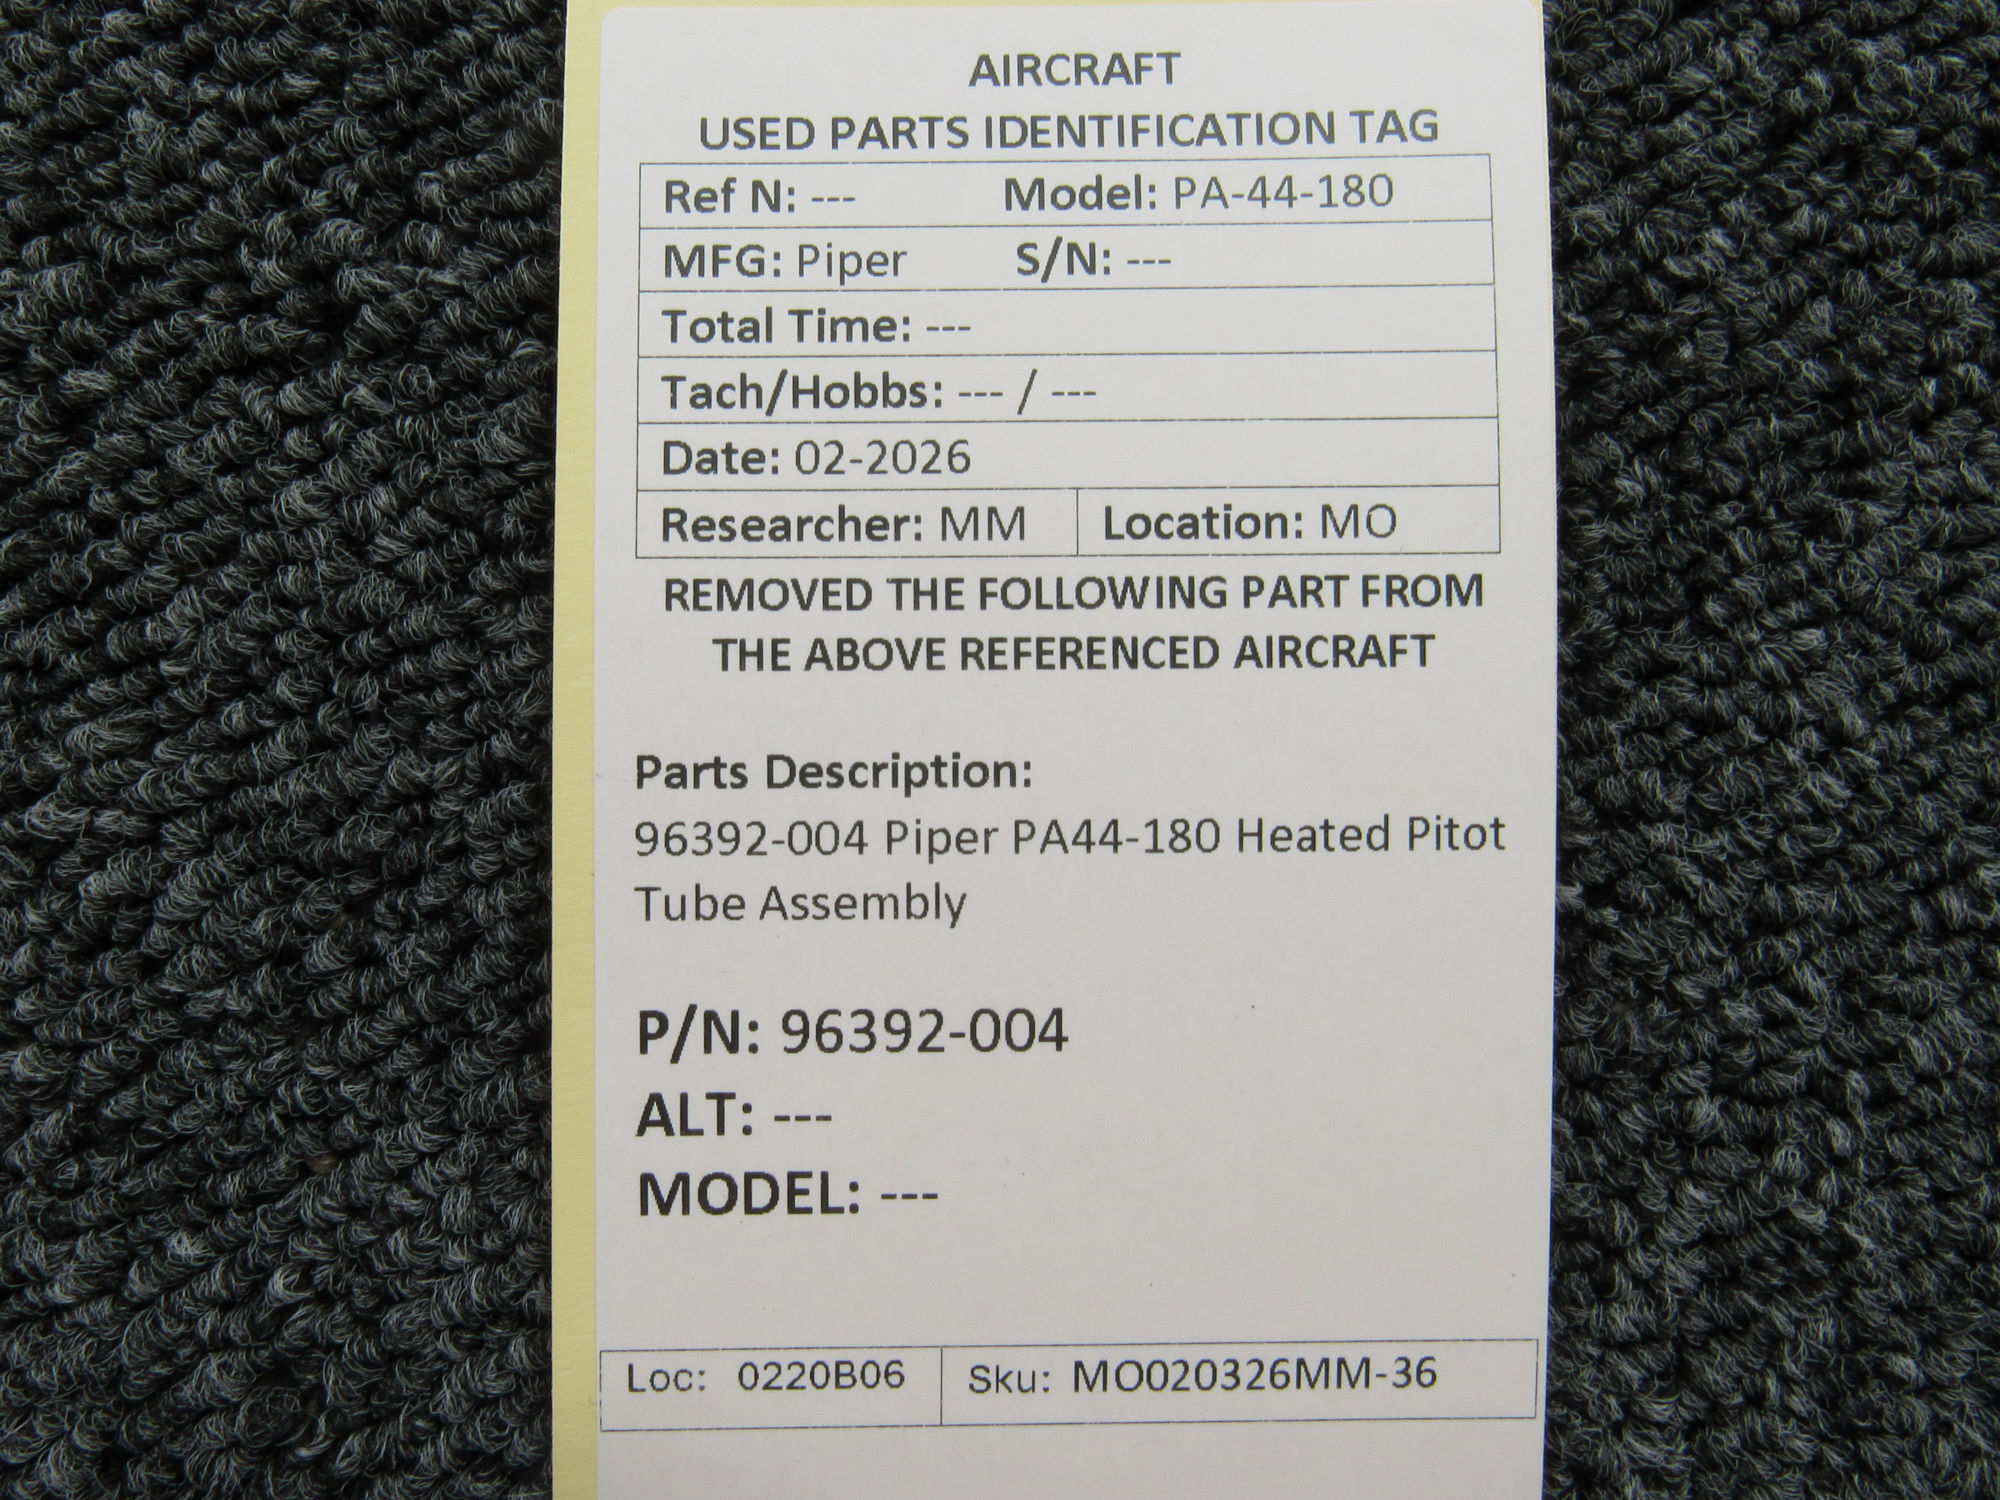 AIRCRAFT
USED PARTS IDENTIFICATION TAG
Ref N: --- Model: PA-44-180
MFG: Piper S/N: ---
Total Time: ---
Tach/Hobbs: --- / ---
Date: 02-2026
Researcher: MM Location: MO
REMOVED THE FOLLOWING PART FROM
THE ABOVE REFERENCED AIRCRAFT
Parts Description:
96392-004 Piper PA44-180 Heated Pitot
Tube Assembly
P/N: 96392-004
ALT: ---
MODEL: ---
Loc: 0220B06 Sku: MO020326MM-36